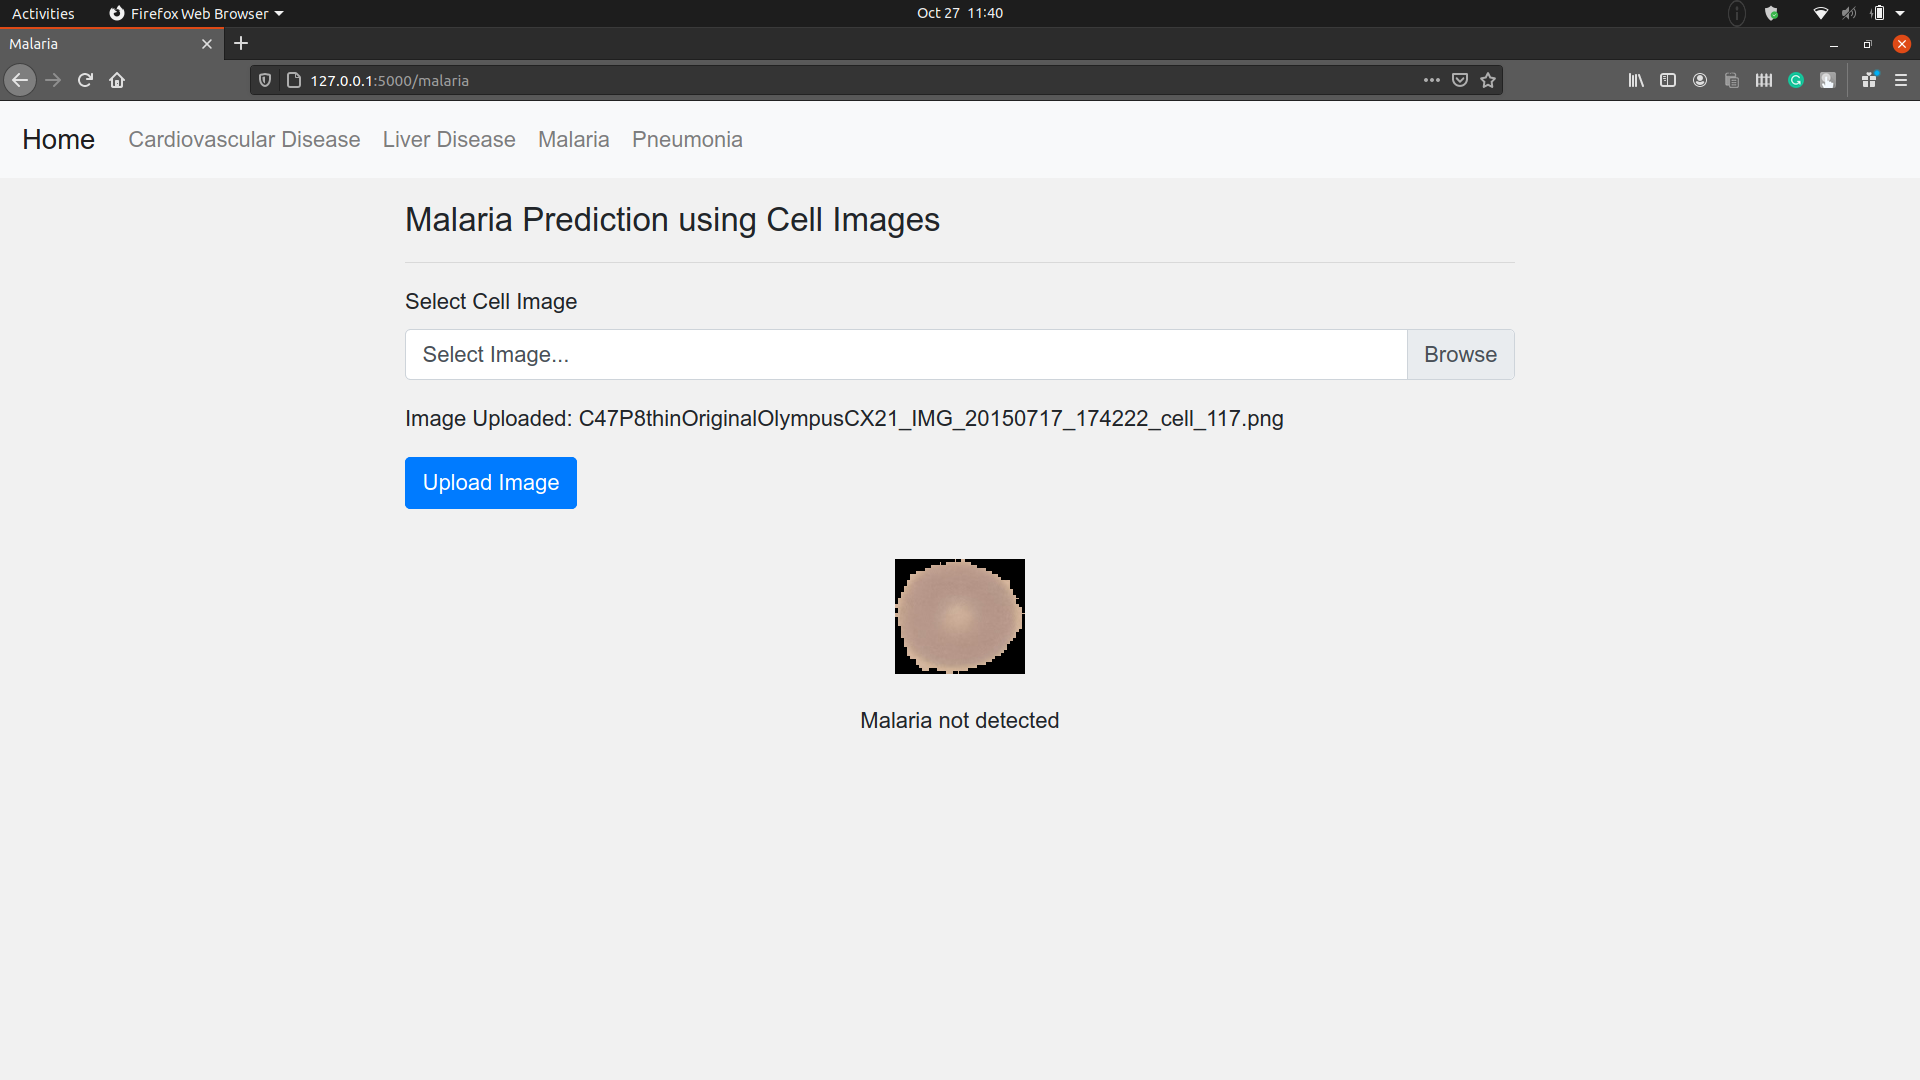 Activities Firefox Web Browser Oct 27 11:40
Malaria
127.0.0.1:5000/malaria
Home Cardiovascular Disease Liver Disease Malaria Pneumonia
Malaria Prediction using Cell Images
Select Cell Image
Select Image... Browse
Image Uploaded: C47P8thinOriginalOlympusCX21_IMG_20150717_174222_cell_117.png
Upload Image
Malaria not detected